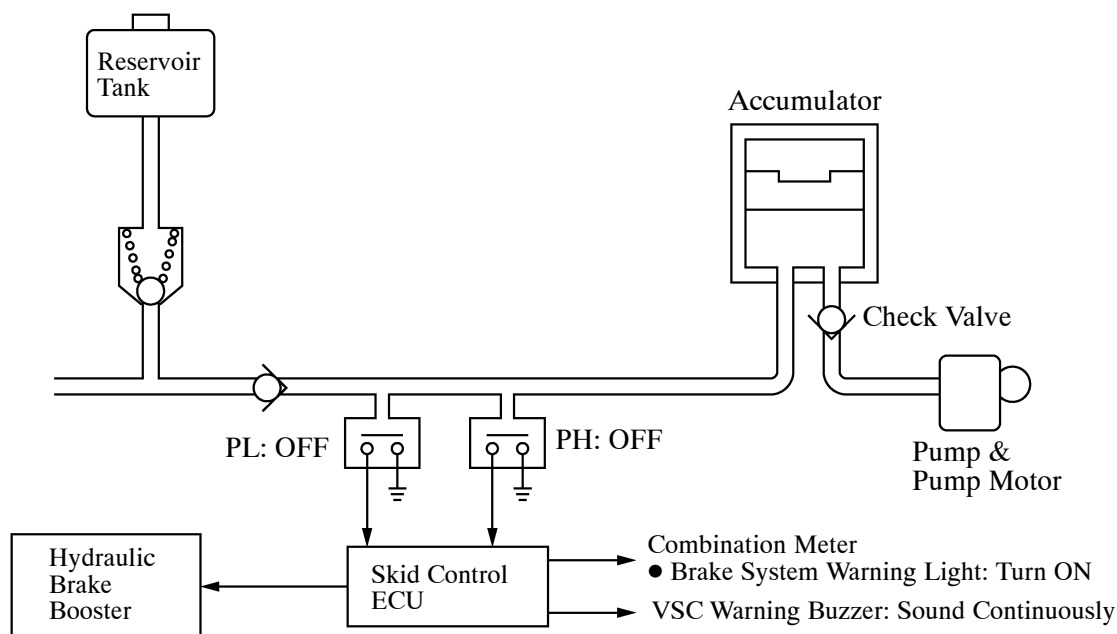 Reservoir
Tank
Accumulator
Check Valve
PL: OFF
PH: OFF
Pump &
Pump Motor
Hydraulic
Brake
Booster
Skid Control
ECU
Combination Meter
● Brake System Warning Light: Turn ON
VSC Warning Buzzer: Sound Continuously